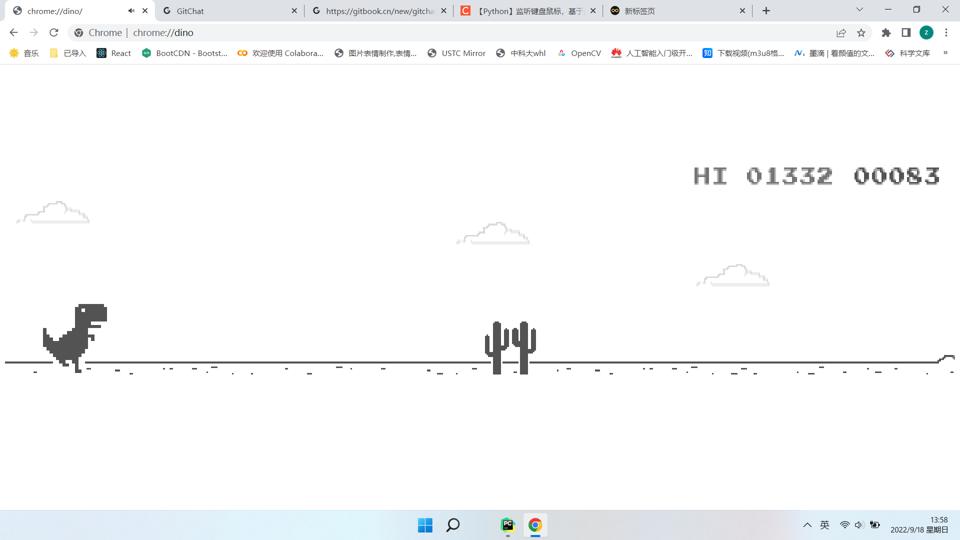 chrome://dino/
GitChat
https://gitbook.cn/new/gitcha
【Python】监听键盘鼠标，基于
新标签页
Chrome | chrome://dino
音乐
已导入
React
BootCDN - Bootst...
欢迎使用 Colabora...
图片表情制作,表情...
USTC Mirror
中科大whl
OpenCV
人工智能入门极开...
下载视频(m3u8格...
墨滴 | 看颜值的文...
科学文库
»
HI 01332 00083
英
13:58
2022/9/18 星期日